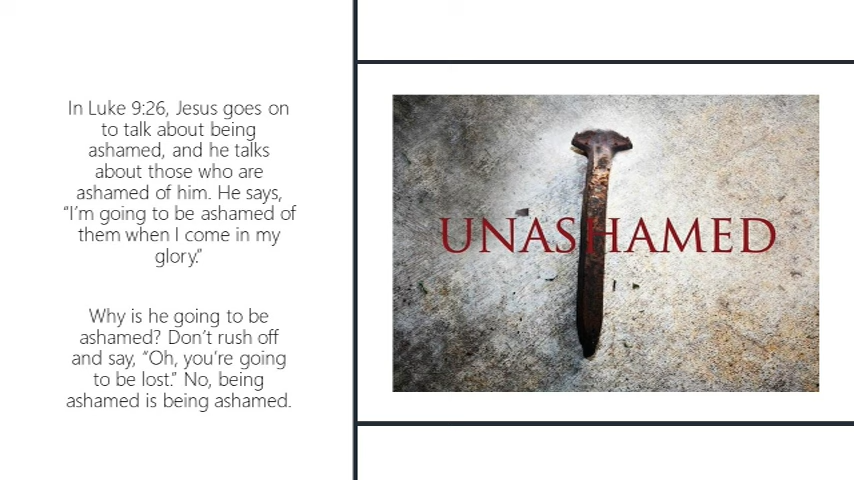 In Luke 9:26, Jesus goes on
to talk about being
ashamed, and he talks
about those who are
ashamed of him. He says,
“I’m going to be ashamed of
them when I come in my
glory.”
Why is he going to be
ashamed? Don’t rush off
and say, “Oh, you’re going
to be lost.” No, being
ashamed is being ashamed.
UNASHAMED